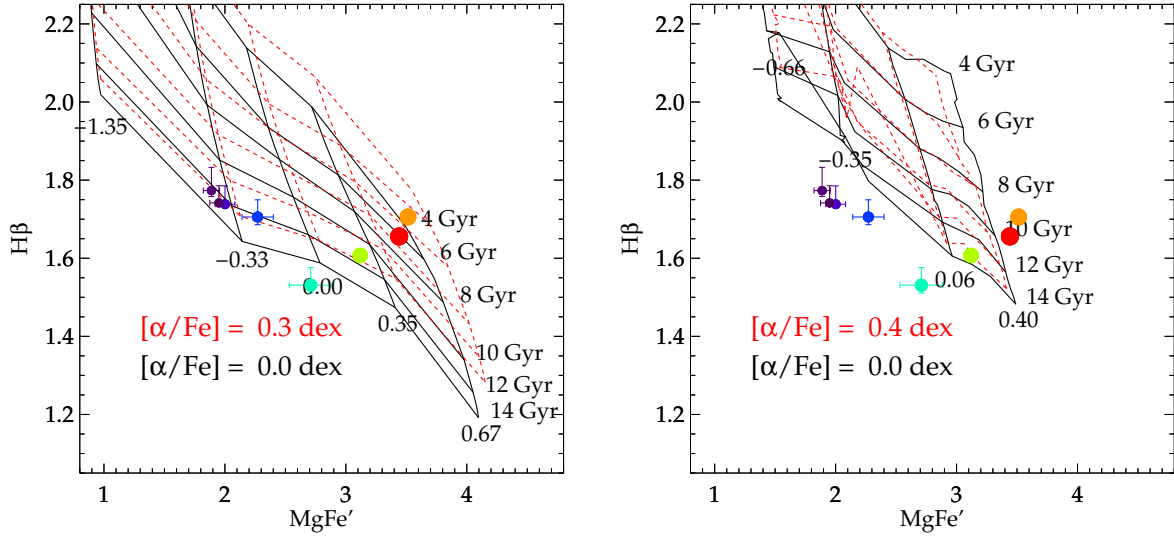 2.2
2.0
1.8
1.6
1.4
1.2
Hβ
1
2
3
4
MgFe'
−1.35
−0.33
0.00
0.35
0.67
4 Gyr
6 Gyr
8 Gyr
10 Gyr
12 Gyr
14 Gyr
[α/Fe] = 0.3 dex
[α/Fe] = 0.0 dex
2.2
2.0
1.8
1.6
1.4
1.2
Hβ
1
2
3
4
MgFe'
−0.66
−0.35
0.06
0.40
4 Gyr
6 Gyr
8 Gyr
10 Gyr
12 Gyr
14 Gyr
[α/Fe] = 0.4 dex
[α/Fe] = 0.0 dex